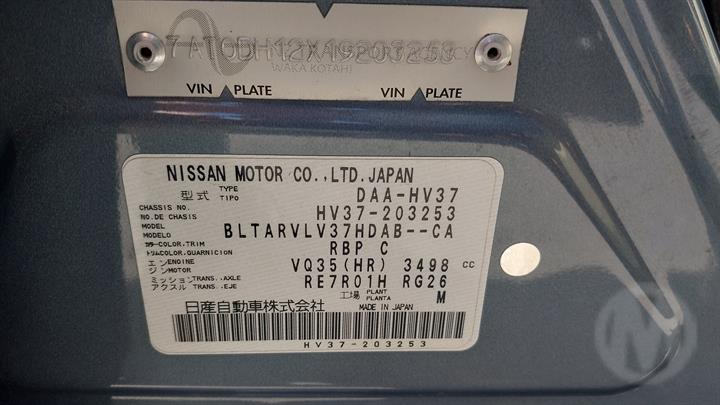 7AT0DH12X19203253
TRANSPORT AGENCY
WAKA KOTAHI
VIN PLATE VIN PLATE
NISSAN MOTOR CO.,LTD.JAPAN
型式 TYPE TIPO DAA-HV37
CHASSIS NO. NO.DE CHASIS HV37-203253
MODEL MODELO BLTARVLV37HDAB--CA
カラー COLOR,TRIM トリム COLOR,GUARNICION RBP C
エンジン ENGINE MOTOR VQ35(HR) 3498 cc
ミッション アクスル TRANS.,AXLE TRANS.,EJE RE7R01H RG26
工場 PLANT PLANTA M
日産自動車株式会社 MADE IN JAPAN
HV37-203253
M